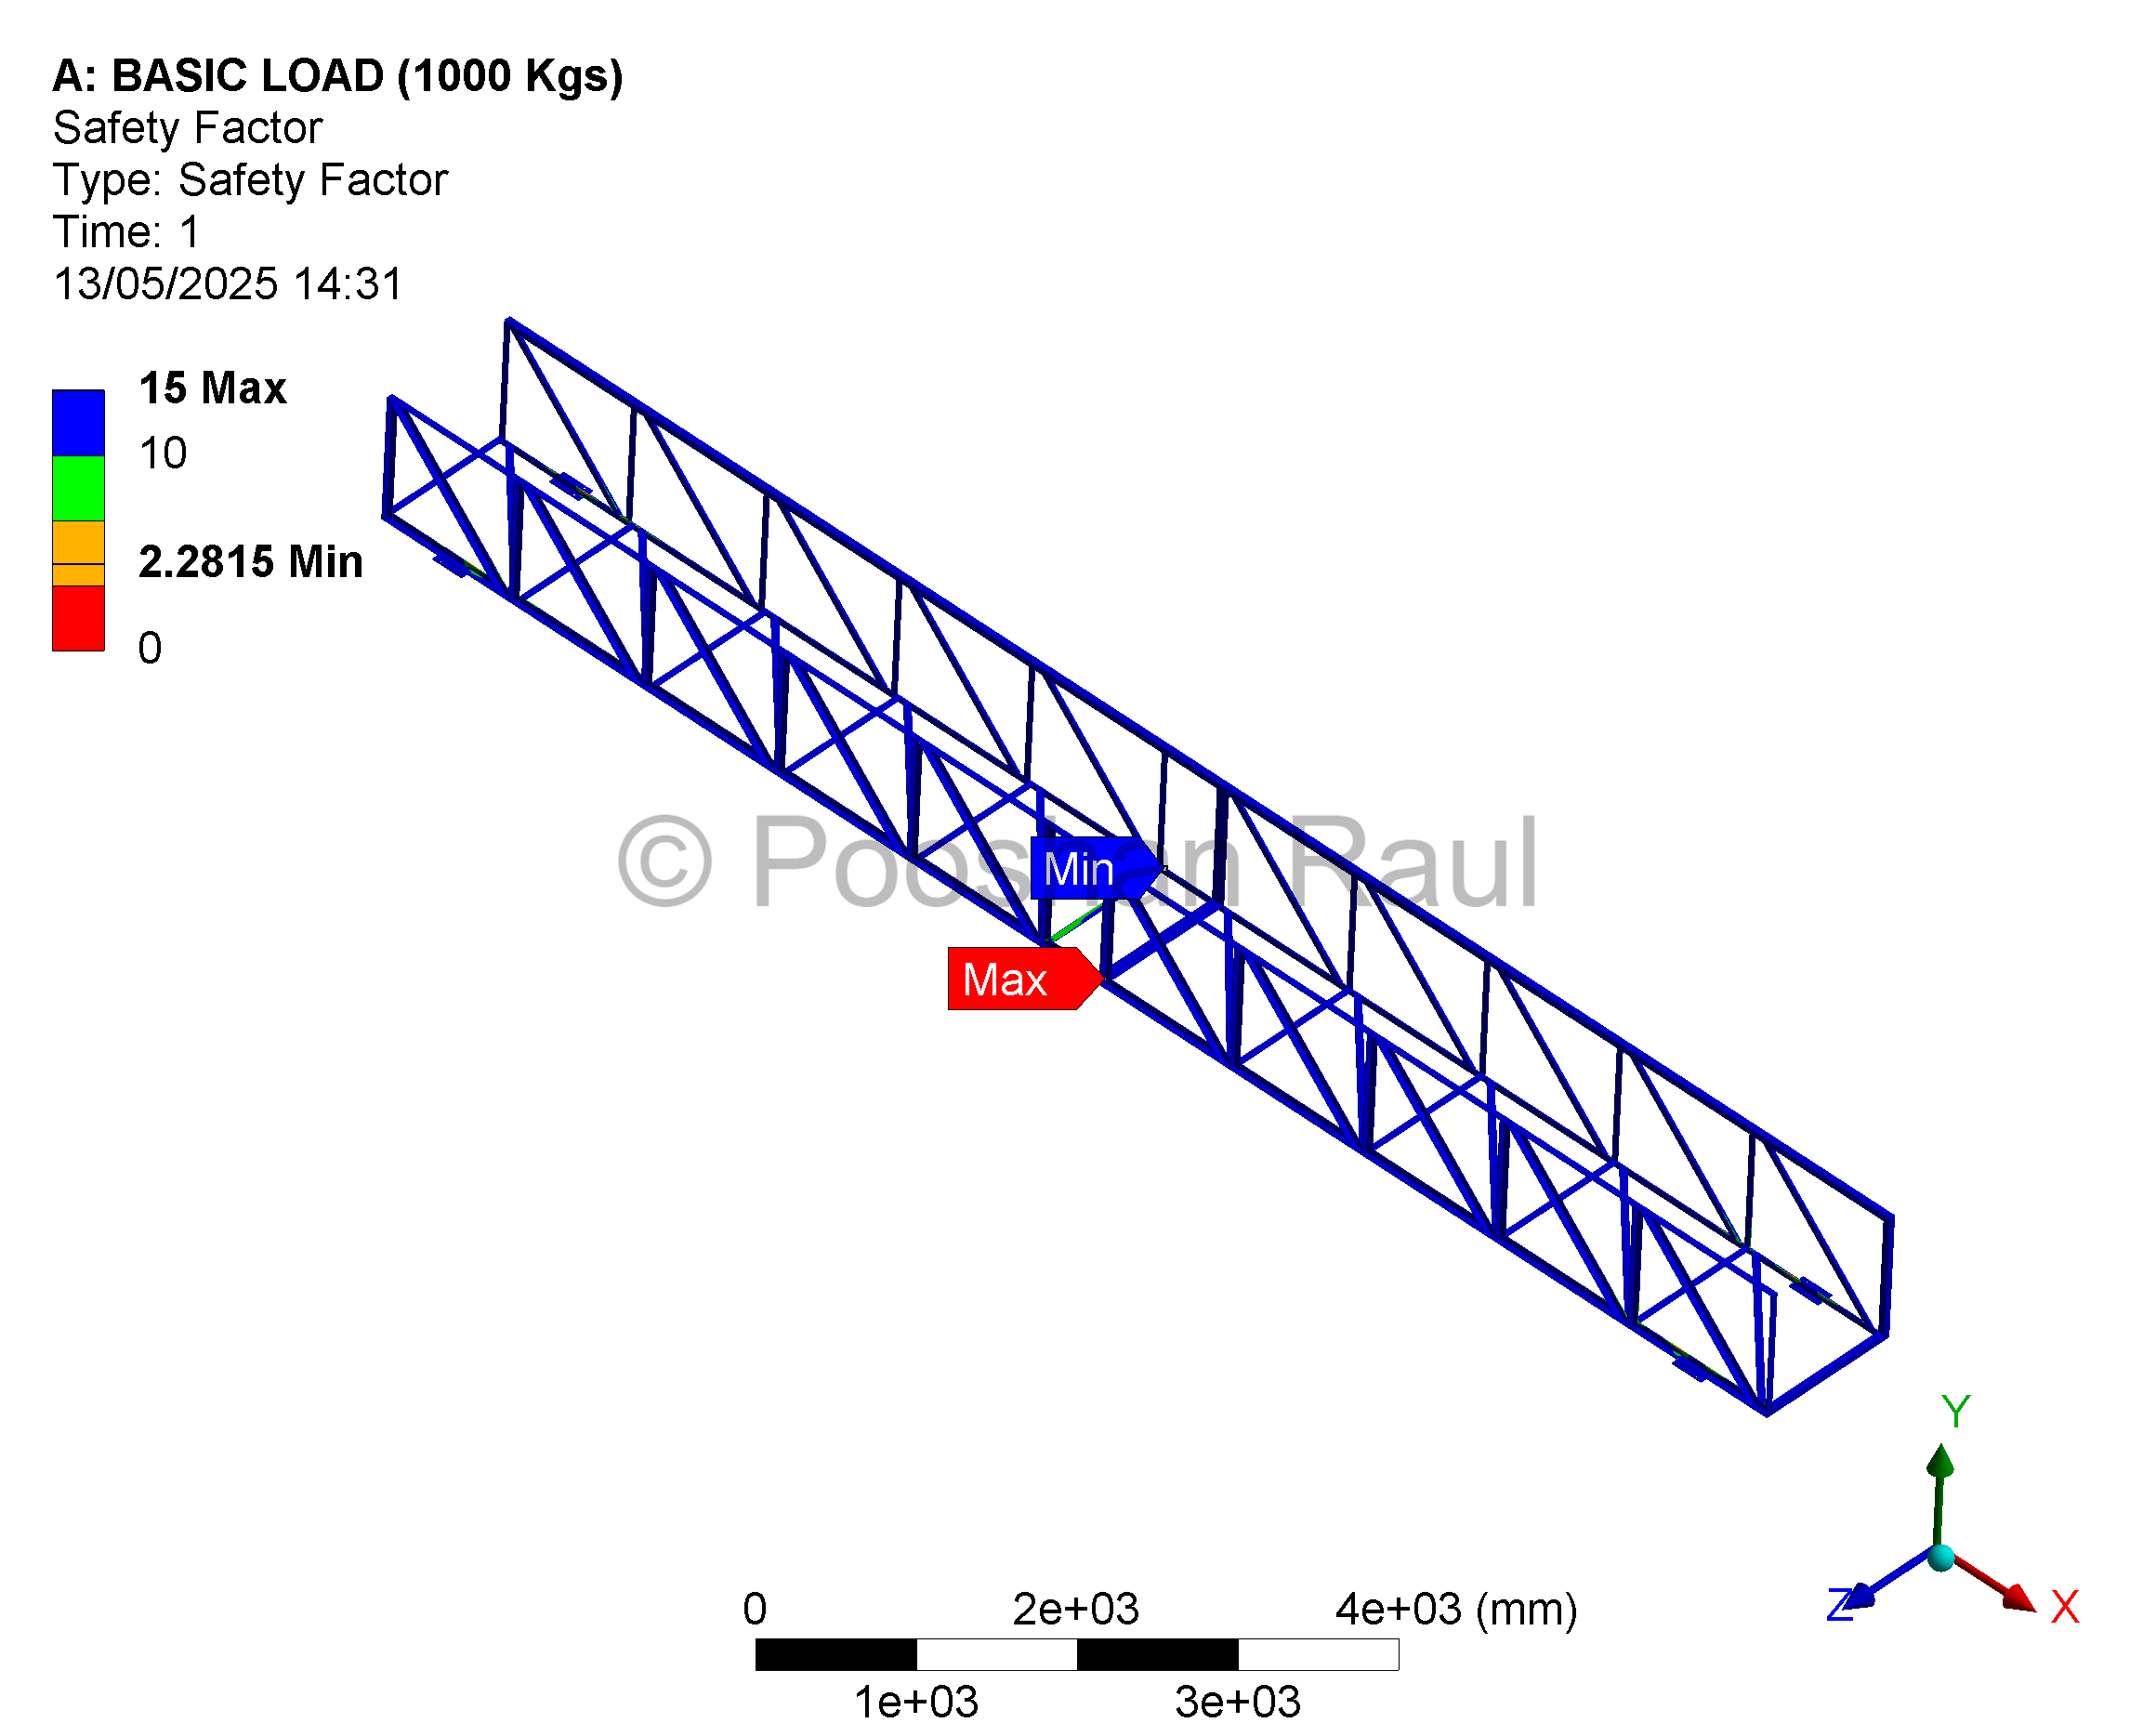 A: BASIC LOAD (1000 Kgs)
Safety Factor
Type: Safety Factor
Time: 1
13/05/2025 14:31
15 Max
10
2.2815 Min
0
© Pooshan Raul
Min
Max
Y
Z
X
0 2e+03 4e+03 (mm)
1e+03 3e+03